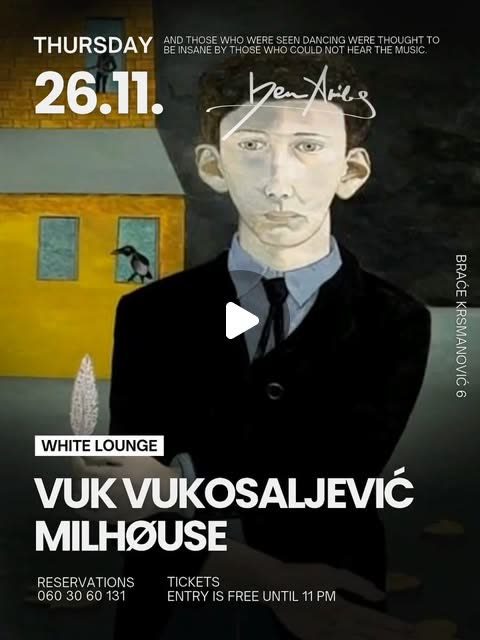 THURSDAY
26.11.
AND THOSE WHO WERE SEEN DANCING WERE THOUGHT TO
BE INSANE BY THOSE WHO COULD NOT HEAR THE MUSIC.
BRAĆE KRSMANOVIĆ 6
WHITE LOUNGE
VUK VUKOSALJEVIĆ
MILHØUSE
RESERVATIONS
060 30 60 131
TICKETS
ENTRY IS FREE UNTIL 11 PM